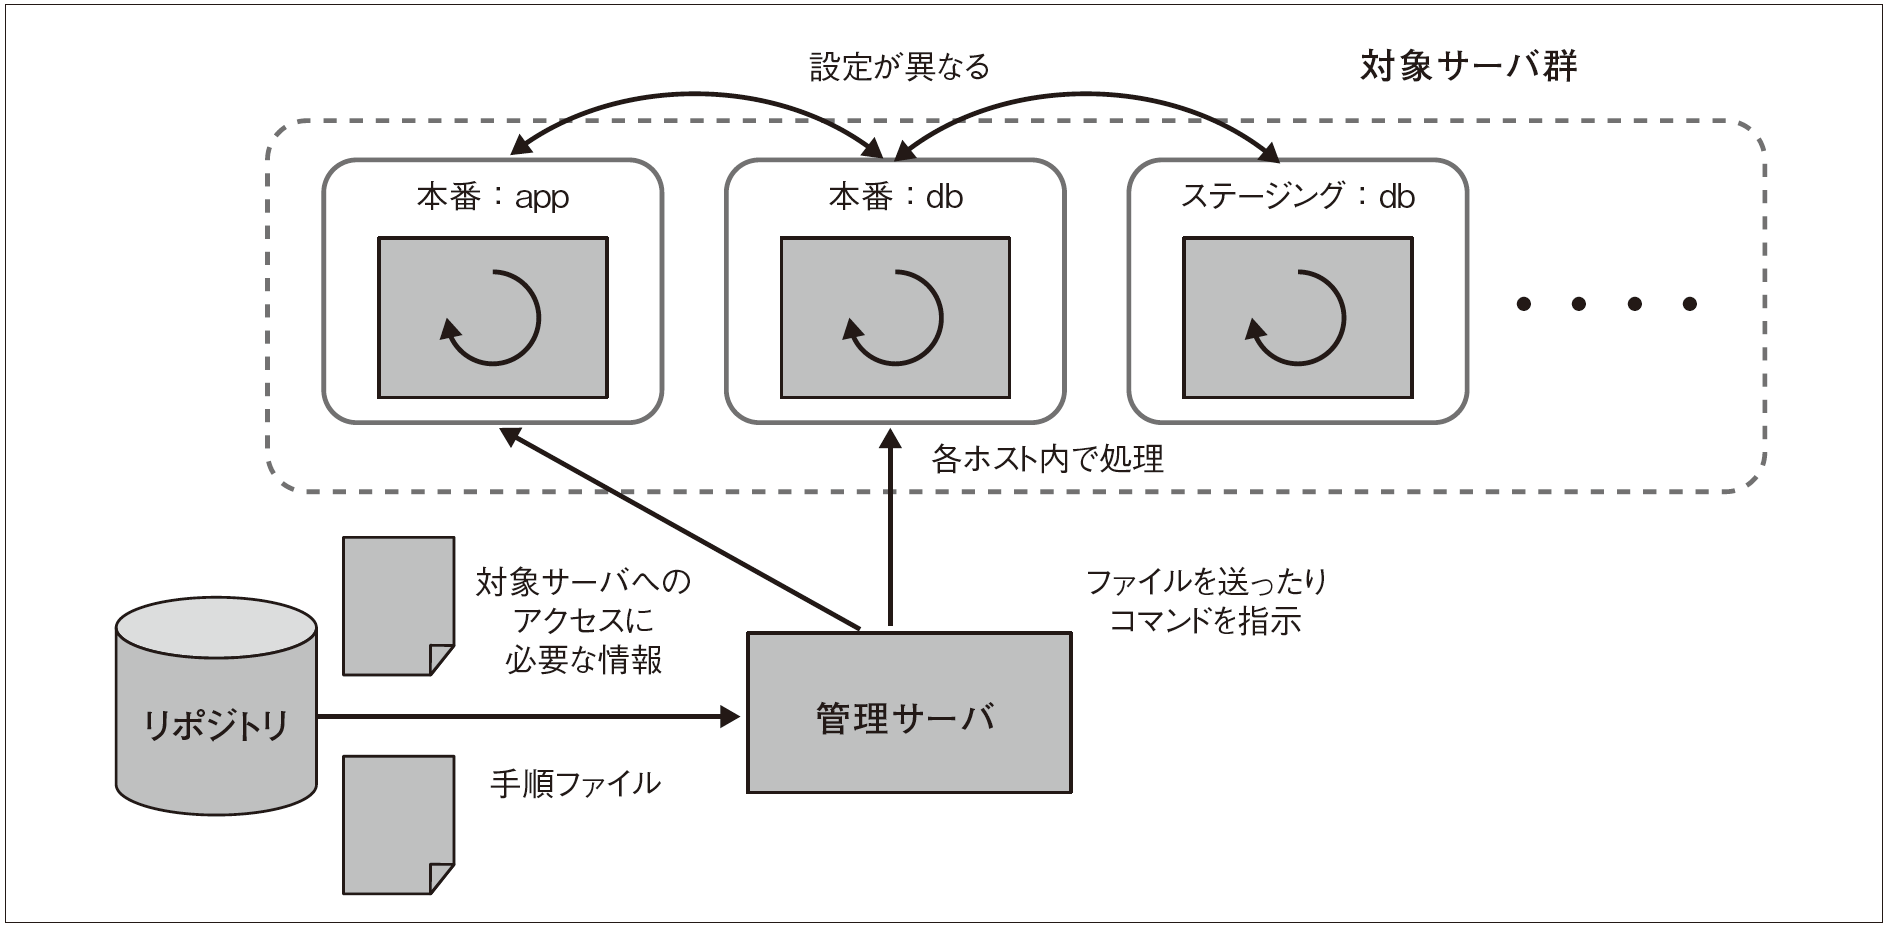 設定が異なる
対象サーバ群
本番：app
本番：db
ステージング：db
各ホスト内で処理
対象サーバへの
アクセスに
必要な情報
ファイルを送ったり
コマンドを指示
リポジトリ
管理サーバ
手順ファイル